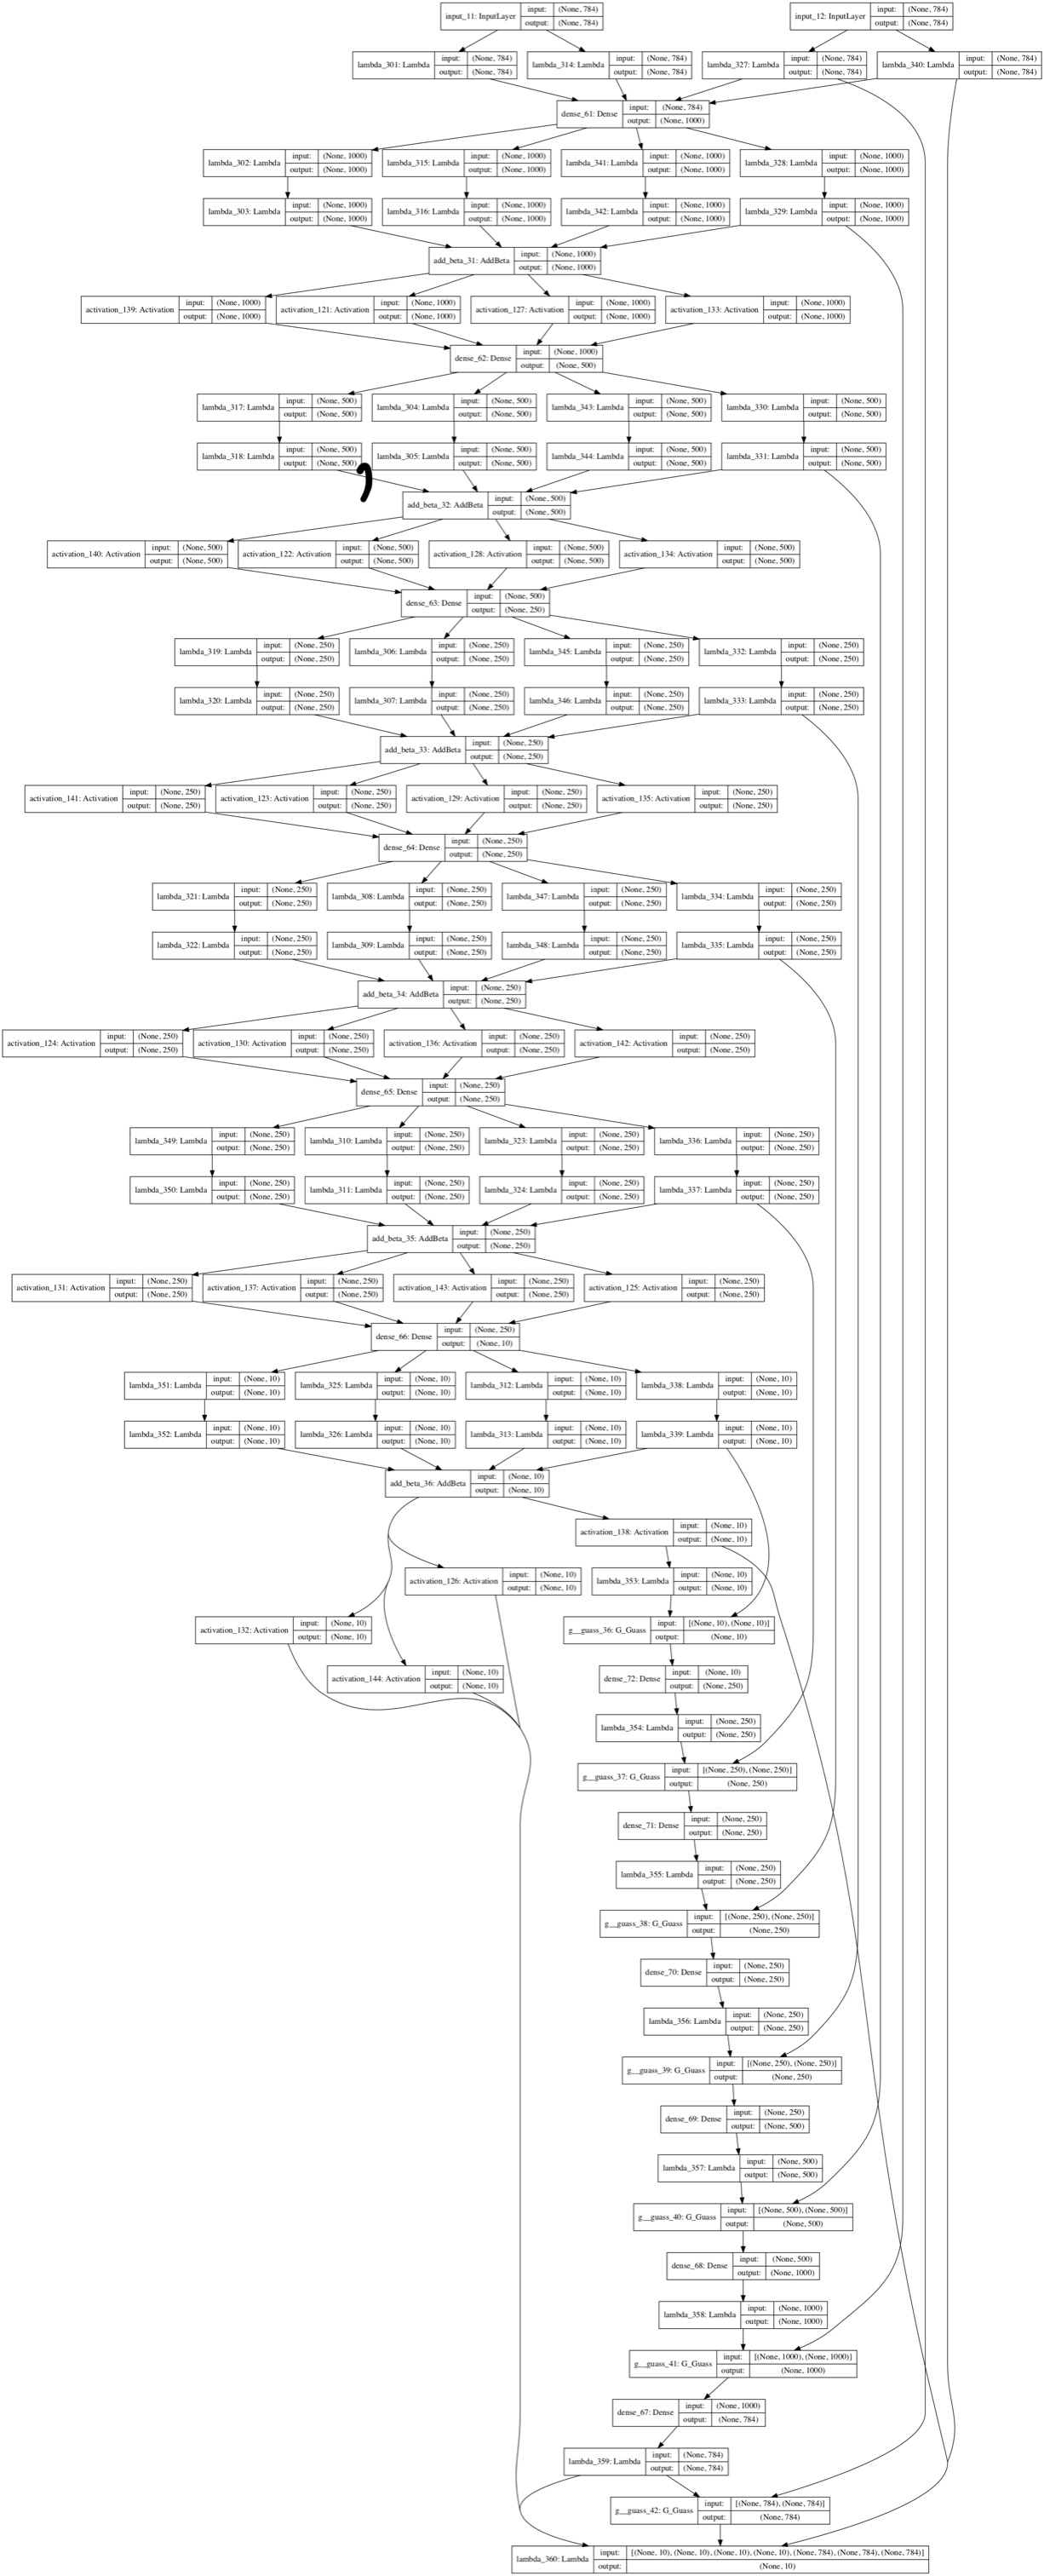 input_11: InputLayer input: (None, 784) output: (None, 784)
input_12: InputLayer input: (None, 784) output: (None, 784)
lambda_301: Lambda input: (None, 784) output: (None, 784)
lambda_314: Lambda input: (None, 784) output: (None, 784)
lambda_327: Lambda input: (None, 784) output: (None, 784)
lambda_340: Lambda input: (None, 784) output: (None, 784)
dense_61: Dense input: (None, 784) output: (None, 1000)
lambda_302: Lambda input: (None, 1000) output: (None, 1000)
lambda_315: Lambda input: (None, 1000) output: (None, 1000)
lambda_341: Lambda input: (None, 1000) output: (None, 1000)
lambda_328: Lambda input: (None, 1000) output: (None, 1000)
lambda_303: Lambda input: (None, 1000) output: (None, 1000)
lambda_316: Lambda input: (None, 1000) output: (None, 1000)
lambda_342: Lambda input: (None, 1000) output: (None, 1000)
lambda_329: Lambda input: (None, 1000) output: (None, 1000)
add_beta_31: AddBeta input: (None, 1000) output: (None, 1000)
activation_139: Activation input: (None, 1000) output: (None, 1000)
activation_121: Activation input: (None, 1000) output: (None, 1000)
activation_127: Activation input: (None, 1000) output: (None, 1000)
activation_133: Activation input: (None, 1000) output: (None, 1000)
dense_62: Dense input: (None, 1000) output: (None, 500)
lambda_317: Lambda input: (None, 500) output: (None, 500)
lambda_304: Lambda input: (None, 500) output: (None, 500)
lambda_343: Lambda input: (None, 500) output: (None, 500)
lambda_330: Lambda input: (None, 500) output: (None, 500)
lambda_318: Lambda input: (None, 500) output: (None, 500)
lambda_305: Lambda input: (None, 500) output: (None, 500)
lambda_344: Lambda input: (None, 500) output: (None, 500)
lambda_331: Lambda input: (None, 500) output: (None, 500)
add_beta_32: AddBeta input: (None, 500) output: (None, 500)
activation_140: Activation input: (None, 500) output: (None, 500)
activation_122: Activation input: (None, 500) output: (None, 500)
activation_128: Activation input: (None, 500) output: (None, 500)
activation_134: Activation input: (None, 500) output: (None, 500)
dense_63: Dense input: (None, 500) output: (None, 250)
lambda_319: Lambda input: (None, 250) output: (None, 250)
lambda_306: Lambda input: (None, 250) output: (None, 250)
lambda_345: Lambda input: (None, 250) output: (None, 250)
lambda_332: Lambda input: (None, 250) output: (None, 250)
lambda_320: Lambda input: (None, 250) output: (None, 250)
lambda_307: Lambda input: (None, 250) output: (None, 250)
lambda_346: Lambda input: (None, 250) output: (None, 250)
lambda_333: Lambda input: (None, 250) output: (None, 250)
add_beta_33: AddBeta input: (None, 250) output: (None, 250)
activation_141: Activation input: (None, 250) output: (None, 250)
activation_123: Activation input: (None, 250) output: (None, 250)
activation_129: Activation input: (None, 250) output: (None, 250)
activation_135: Activation input: (None, 250) output: (None, 250)
dense_64: Dense input: (None, 250) output: (None, 250)
lambda_321: Lambda input: (None, 250) output: (None, 250)
lambda_308: Lambda input: (None, 250) output: (None, 250)
lambda_347: Lambda input: (None, 250) output: (None, 250)
lambda_334: Lambda input: (None, 250) output: (None, 250)
lambda_322: Lambda input: (None, 250) output: (None, 250)
lambda_309: Lambda input: (None, 250) output: (None, 250)
lambda_348: Lambda input: (None, 250) output: (None, 250)
lambda_335: Lambda input: (None, 250) output: (None, 250)
add_beta_34: AddBeta input: (None, 250) output: (None, 250)
activation_124: Activation input: (None, 250) output: (None, 250)
activation_130: Activation input: (None, 250) output: (None, 250)
activation_136: Activation input: (None, 250) output: (None, 250)
activation_142: Activation input: (None, 250) output: (None, 250)
dense_65: Dense input: (None, 250) output: (None, 250)
lambda_349: Lambda input: (None, 250) output: (None, 250)
lambda_310: Lambda input: (None, 250) output: (None, 250)
lambda_323: Lambda input: (None, 250) output: (None, 250)
lambda_336: Lambda input: (None, 250) output: (None, 250)
lambda_350: Lambda input: (None, 250) output: (None, 250)
lambda_311: Lambda input: (None, 250) output: (None, 250)
lambda_324: Lambda input: (None, 250) output: (None, 250)
lambda_337: Lambda input: (None, 250) output: (None, 250)
add_beta_35: AddBeta input: (None, 250) output: (None, 250)
activation_131: Activation input: (None, 250) output: (None, 250)
activation_137: Activation input: (None, 250) output: (None, 250)
activation_143: Activation input: (None, 250) output: (None, 250)
activation_125: Activation input: (None, 250) output: (None, 250)
dense_66: Dense input: (None, 250) output: (None, 10)
lambda_351: Lambda input: (None, 10) output: (None, 10)
lambda_325: Lambda input: (None, 10) output: (None, 10)
lambda_312: Lambda input: (None, 10) output: (None, 10)
lambda_338: Lambda input: (None, 10) output: (None, 10)
lambda_352: Lambda input: (None, 10) output: (None, 10)
lambda_326: Lambda input: (None, 10) output: (None, 10)
lambda_313: Lambda input: (None, 10) output: (None, 10)
lambda_339: Lambda input: (None, 10) output: (None, 10)
add_beta_36: AddBeta input: (None, 10) output: (None, 10)
activation_138: Activation input: (None, 10) output: (None, 10)
activation_126: Activation input: (None, 10) output: (None, 10)
lambda_353: Lambda input: (None, 10) output: (None, 10)
activation_132: Activation input: (None, 10) output: (None, 10)
g__guass_36: G_Guass input: [(None, 10), (None, 10)] output: (None, 10)
activation_144: Activation input: (None, 10) output: (None, 10)
dense_72: Dense input: (None, 10) output: (None, 250)
lambda_354: Lambda input: (None, 250) output: (None, 250)
g__guass_37: G_Guass input: [(None, 250), (None, 250)] output: (None, 250)
dense_71: Dense input: (None, 250) output: (None, 250)
lambda_355: Lambda input: (None, 250) output: (None, 250)
g__guass_38: G_Guass input: [(None, 250), (None, 250)] output: (None, 250)
dense_70: Dense input: (None, 250) output: (None, 250)
lambda_356: Lambda input: (None, 250) output: (None, 250)
g__guass_39: G_Guass input: [(None, 250), (None, 250)] output: (None, 250)
dense_69: Dense input: (None, 250) output: (None, 500)
lambda_357: Lambda input: (None, 500) output: (None, 500)
g__guass_40: G_Guass input: [(None, 500), (None, 500)] output: (None, 500)
dense_68: Dense input: (None, 500) output: (None, 1000)
lambda_358: Lambda input: (None, 1000) output: (None, 1000)
g__guass_41: G_Guass input: [(None, 1000), (None, 1000)] output: (None, 1000)
dense_67: Dense input: (None, 1000) output: (None, 784)
lambda_359: Lambda input: (None, 784) output: (None, 784)
g__guass_42: G_Guass input: [(None, 784), (None, 784)] output: (None, 784)
lambda_360: Lambda input: [(None, 10), (None, 10), (None, 10), (None, 10), (None, 784), (None, 784), (None, 784)] output: (None, 10)